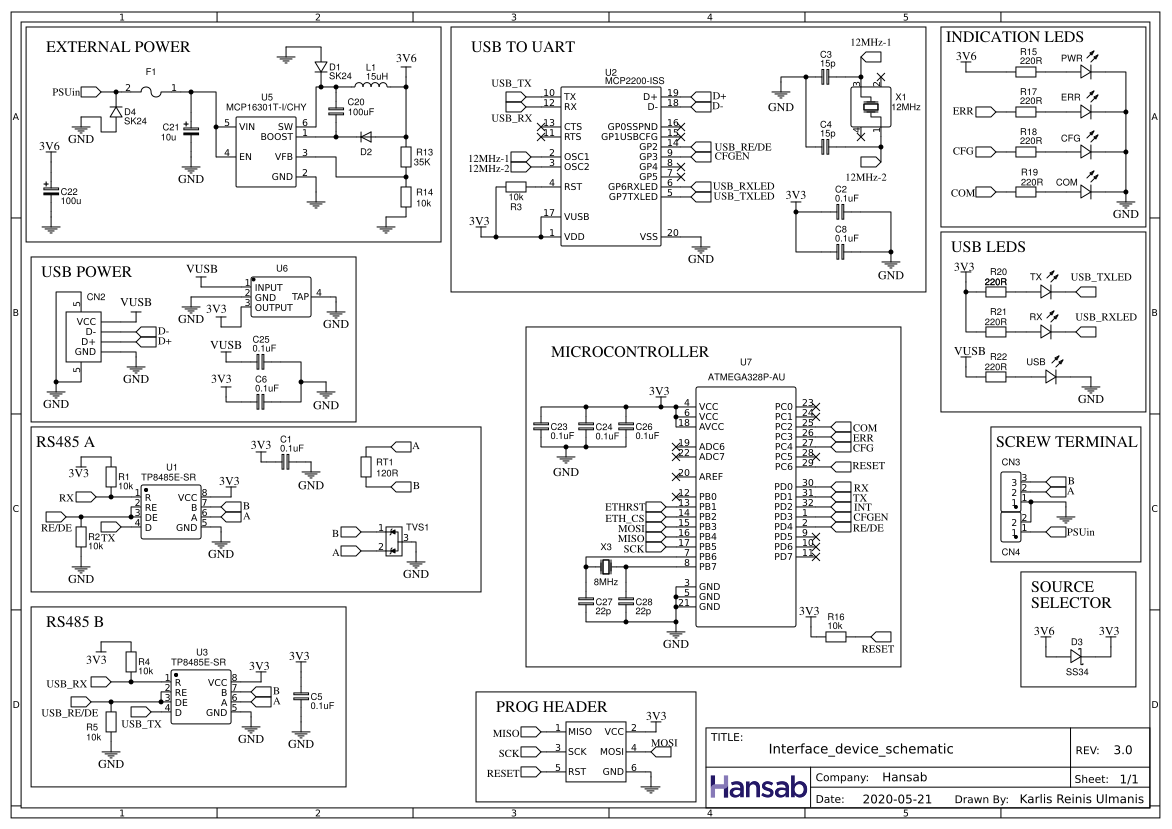 1 2 3 4 5
A
B
C
D
EXTERNAL POWER
PSUin
2 F1 1
D4
SK24
GND
3V6
C22
100u
C21
10u
GND
U5
MCP16301T-I/CHY
5 VIN SW 6
BOOST 1
4 EN VFB 3
GND 2
D1
SK24
L1
15uH
3V6
C20
100uF
D2
R13
35K
R14
10k
USB TO UART
U2
MCP2200-ISS
USB_TX 10 TX
12 RX
USB_RX
13 CTS
11 RTS
12MHz-1 2 OSC1
12MHz-2 3 OSC2
4 RST
10k
R3
3V3
17 VUSB
1 VDD
D+ 19 D+
D- 18 D-
GP0SSPND 16
GP1USBCFG 15
GP2 14 USB_RE/DE
GP3 9 CFGEN
GP4 8
GP5 7
GP6RXLED 6 USB_RXLED
GP7TXLED 5 USB_TXLED
VSS 20
GND
12MHz-1
C3
15p
GND
3 2
X1
12MHz
4 1
C4
15p
12MHz-2
3V3
C2
0.1uF
C8
0.1uF
GND
INDICATION LEDS
3V6 R15 220R PWR
ERR R17 220R ERR
CFG R18 220R CFG
COM R19 220R COM
GND
USB LEDS
3V3
R20 220R TX USB_TXLED
R21 220R RX USB_RXLED
VUSB R22 220R USB
GND
USB POWER
CN2
5
VCC VUSB
D- D-
D+ D+
GND
5
GND
GND
VUSB
U6
1 INPUT
2 GND TAP 4
3 OUTPUT
GND
3V3
GND
VUSB C25 0.1uF
3V3 C6 0.1uF
GND
RS485 A
3V3
R1
10k
U1
TP8485E-SR
RX 1 R VCC 8 3V3
2 RE B 7 B
RE/DE 3 DE A 6 A
TX 4 D GND 5
R2
10k
GND
GND
3V3
C1
0.1uF
GND
A
RT1
120R
B
B 1 TVS1
3
A 2
GND
RS485 B
3V3
R4
10k
U3
TP8485E-SR
USB_RX 1 R VCC 8 3V3
2 RE B 7 B
USB_RE/DE 3 DE A 6 A
USB_TX 4 D GND 5
R5
10k
GND
GND
3V3
C5
0.1uF
GND
MICROCONTROLLER
U7
ATMEGA328P-AU
3V3
C23
0.1uF
C24
0.1uF
C26
0.1uF
GND
4 VCC
6 VCC
18 AVCC
19 ADC6
22 ADC7
20 AREF
12 PB0
ETHRST 13 PB1
ETH_CS 14 PB2
MOSI 15 PB3
MISO 16 PB4
SCK 17 PB5
7 PB6
8 PB7
3 GND
5 GND
21 GND
X3
8MHz
C27
22p
C28
22p
GND
PC0 23
PC1 24
PC2 25 COM
PC3 26 ERR
PC4 27 CFG
PC5 28
PC6 29 RESET
PD0 30 RX
PD1 31 TX
PD2 32 INT
PD3 1 CFGEN
PD4 2 RE/DE
PD5 9
PD6 10
PD7 11
3V3
R16
10k
RESET
SCREW TERMINAL
CN3
3 3 B
2 2 A
1 1
2 2
GND
1 1 PSUin
CN4
SOURCE
SELECTOR
3V6 D3 3V3
SS34
PROG HEADER
MISO 1 MISO VCC 2 3V3
SCK 3 SCK MOSI 4 MOSI
RESET 5 RST GND 6
GND
TITLE:
Interface_device_schematic
REV: 3.0
Hansab
Company: Hansab
Sheet: 1/1
Date: 2020-05-21
Drawn By: Karlis Reinis Ulmanis
A
B
C
D
1 2 3 4 5